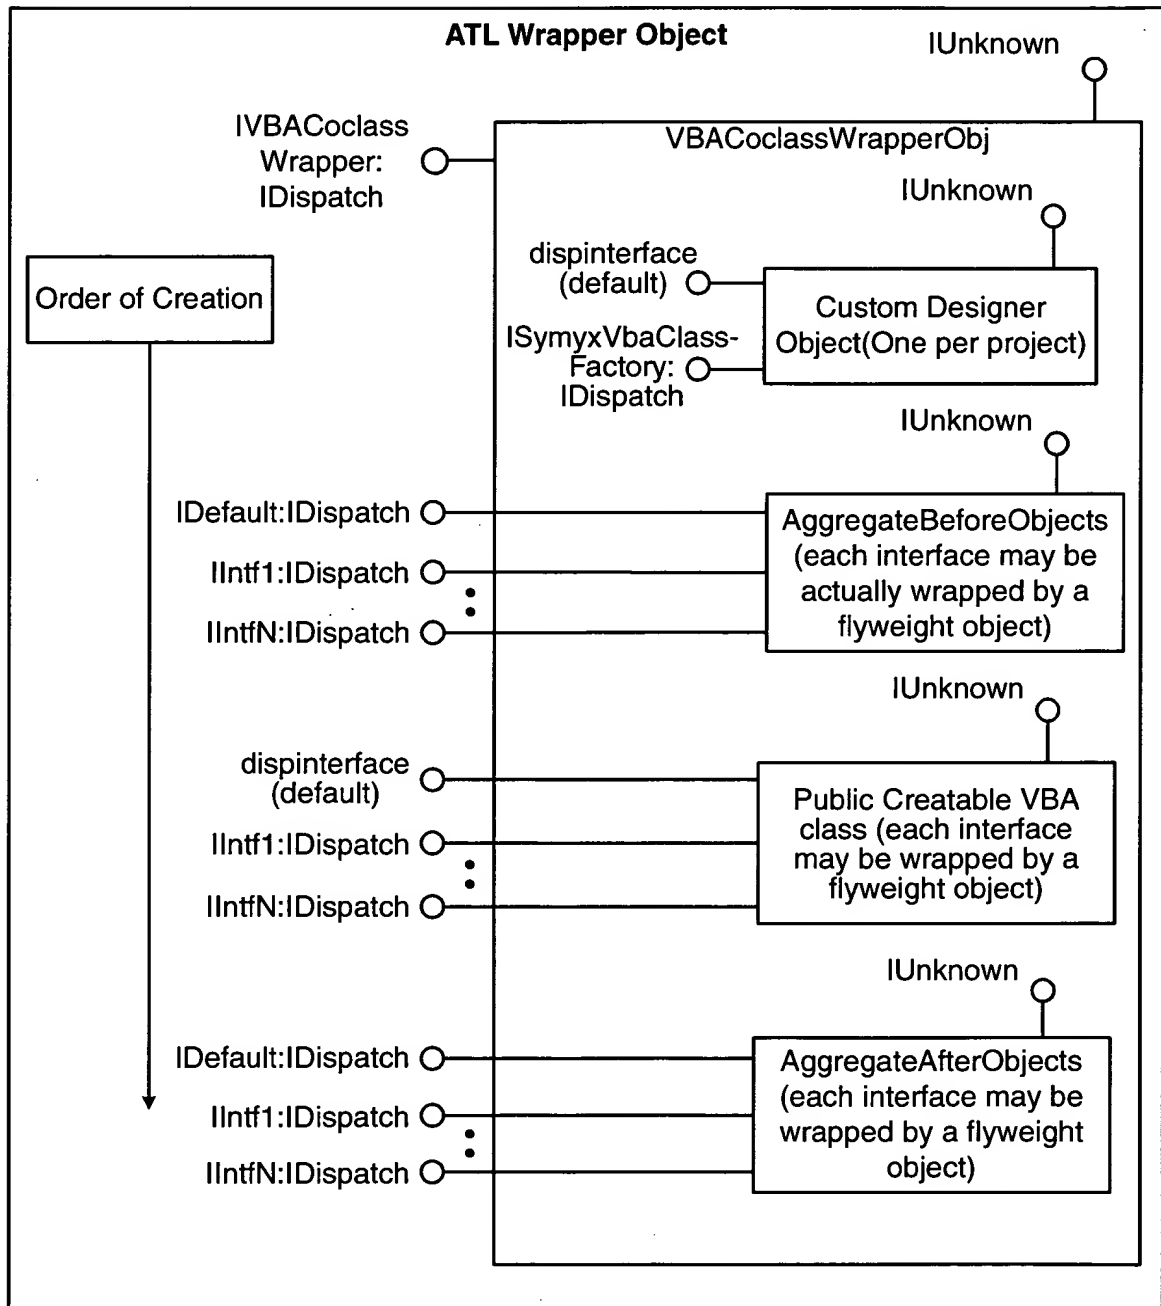 ATL Wrapper Object
IUnknown
IVBACoclass
Wrapper:
IDispatch
VBACoclassWrapperObj
IUnknown
Order of Creation
dispinterface
(default)
ISymyxVbaClass-
Factory:
IDispatch
Custom Designer
Object(One per project)
IUnknown
IDefault:IDispatch
IIntf1:IDispatch
IIntfN:IDispatch
AggregateBeforeObjects
(each interface may be
actually wrapped by a
flyweight object)
IUnknown
dispinterface
(default)
IIntf1:IDispatch
IIntfN:IDispatch
Public Creatable VBA
class (each interface
may be wrapped by a
flyweight object)
IUnknown
IDefault:IDispatch
IIntf1:IDispatch
IIntfN:IDispatch
AggregateAfterObjects
(each interface may be
wrapped by a flyweight
object)